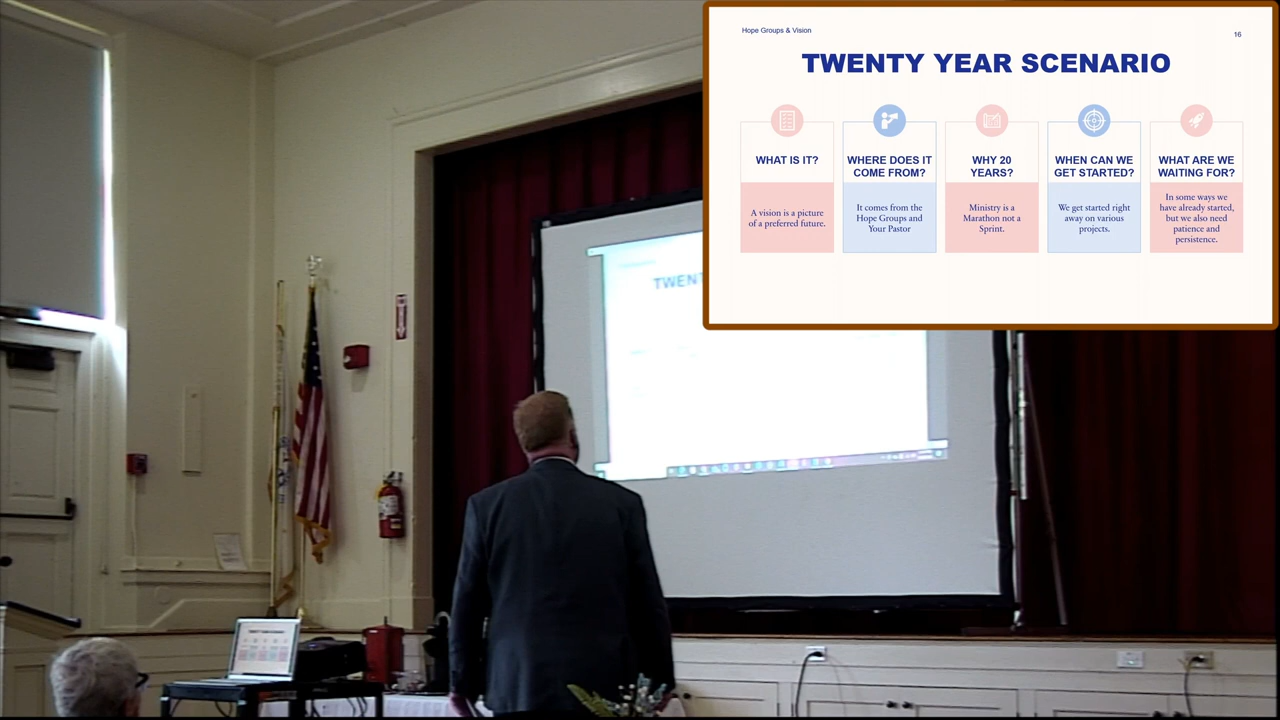 Hope Groups & Vision
16
TWENTY YEAR SCENARIO
WHAT IS IT?
A vision is a picture
of a preferred future.
WHERE DOES IT
COME FROM?
It comes from the
Hope Groups and
Your Pastor
WHY 20
YEARS?
Ministry is a
Marathon not a
Sprint.
WHEN CAN WE
GET STARTED?
We get started right
away on various
projects.
WHAT ARE WE
WAITING FOR?
In some ways we
have already started,
but we also need
patience and
persistence.
TWENT
TWENTY YEAR SCENARIO